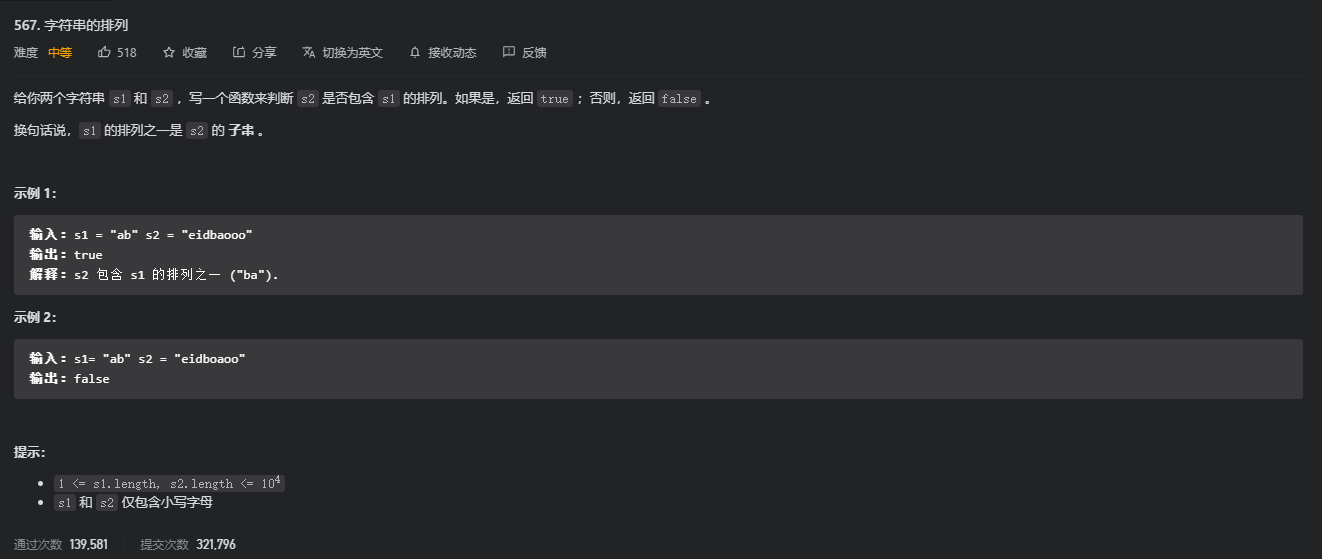 567. 字符串的排列
难度 中等 518 收藏 分享 切换为英文 接收动态 反馈
给你两个字符串 s1 和 s2 ，写一个函数来判断 s2 是否包含 s1 的排列。如果是，返回 true ；否则，返回 false 。
换句话说，s1 的排列之一是 s2 的 子串 。
示例 1：
输入：s1 = "ab" s2 = "eidbaooo"
输出：true
解释：s2 包含 s1 的排列之一 ("ba").
示例 2：
输入：s1= "ab" s2 = "eidboaoo"
输出：false
提示：
1 <= s1.length, s2.length <= 10⁴
s1 和 s2 仅包含小写字母
通过次数 139,581 提交次数 321,796